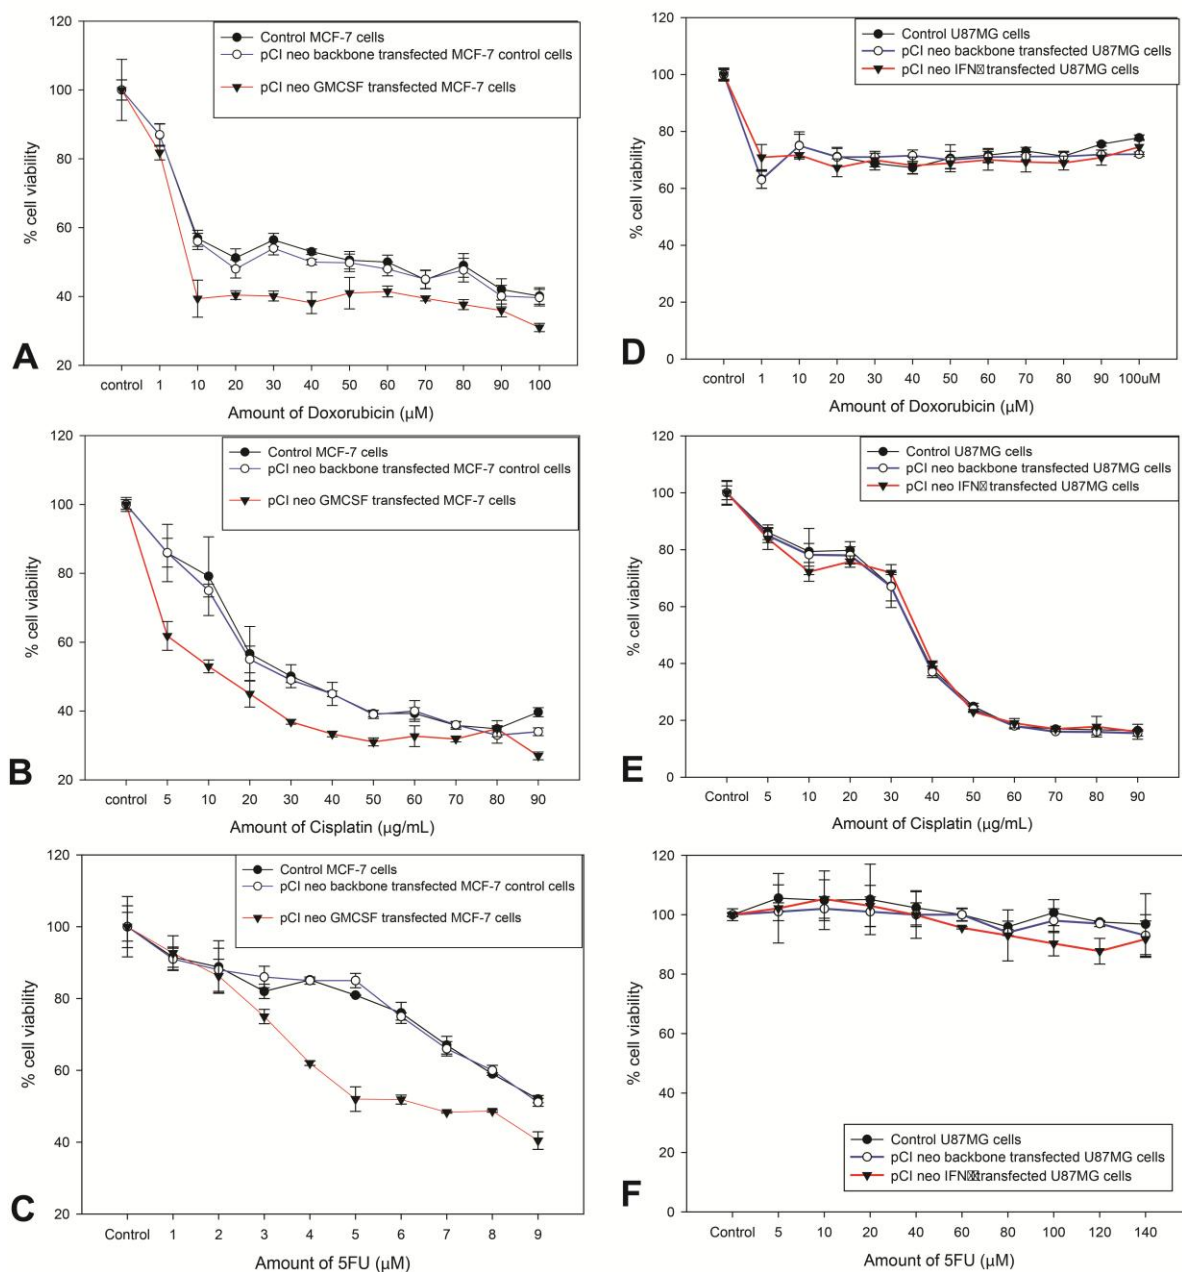 120
100
80
60
40
20
% cell viability
Control MCF-7 cells
pCI neo backbone transfected MCF-7 control cells
pCI neo GMCSF transfected MCF-7 cells
A
control 1 10 20 30 40 50 60 70 80 90 100
Amount of Doxorubicin (µM)
120
100
80
60
40
20
% cell viability
Control MCF-7 cells
pCI neo backbone transfected MCF-7 control cells
pCI neo GMCSF transfected MCF-7 cells
B
control 5 10 20 30 40 50 60 70 80 90
Amount of Cisplatin (µg/mL)
120
100
80
60
40
20
% cell viability
Control MCF-7 cells
pCI neo backbone transfected MCF-7 control cells
pCI neo GMCSF transfected MCF-7 cells
C
Control 1 2 3 4 5 6 7 8 9
Amount of 5FU (µM)
120
100
80
60
40
20
0
% cell viability
Control U87MG cells
pCI neo backbone transfected U87MG cells
pCI neo IFN transfected U87MG cells
D
control 1 10 20 30 40 50 60 70 80 90 100uM
Amount of Doxorubicin (µM)
120
100
80
60
40
20
0
% cell viability
Control U87MG cells
pCI neo backbone transfected U87MG cells
pCI neo IFN transfected U87MG cells
E
Control 5 10 20 30 40 50 60 70 80 90
Amount of Cisplatin (µg/mL)
120
100
80
60
40
20
0
% cell viability
Control U87MG cells
pCI neo backbone transfected U87MG cells
pCI neo IFN transfected U87MG cells
F
Control 5 10 20 40 60 80 100 120 140
Amount of 5FU (µM)